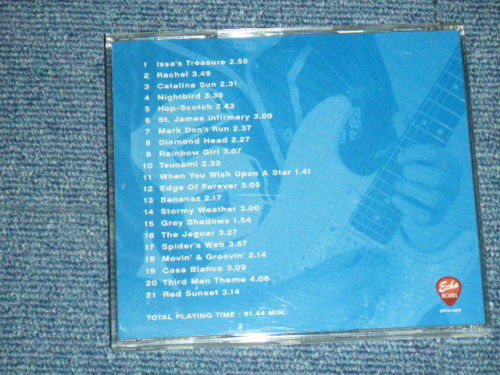 1 Issa's Treasure 2.59
2 Rachel 3.49
3 Catalina Sun 2.31
4 Nightbird 3.39
5 Hop-Scotch 2.43
6 St. James Infirmary 3.09
7 Mark Don't Run 2.37
8 Diamond Head 2.27
9 Rainbow Girl 3.07
10 Tsunami 2.33
11 When You Wish Upon A Star 1.41
12 Edge Of Forever 3.05
13 Bananaz 2.17
14 Stormy Weather 3.00
15 Gray Shadows 1.54
16 The Jaguar 3.27
17 Spider's Web 3.57
18 Movin' & Groovin' 2.14
19 Casa Blanco 3.09
20 Third Man Theme 4.08
21 Red Sunset 3.14
TOTAL PLAYING TIME : 61.44 MIN.
Echo
RECORDS